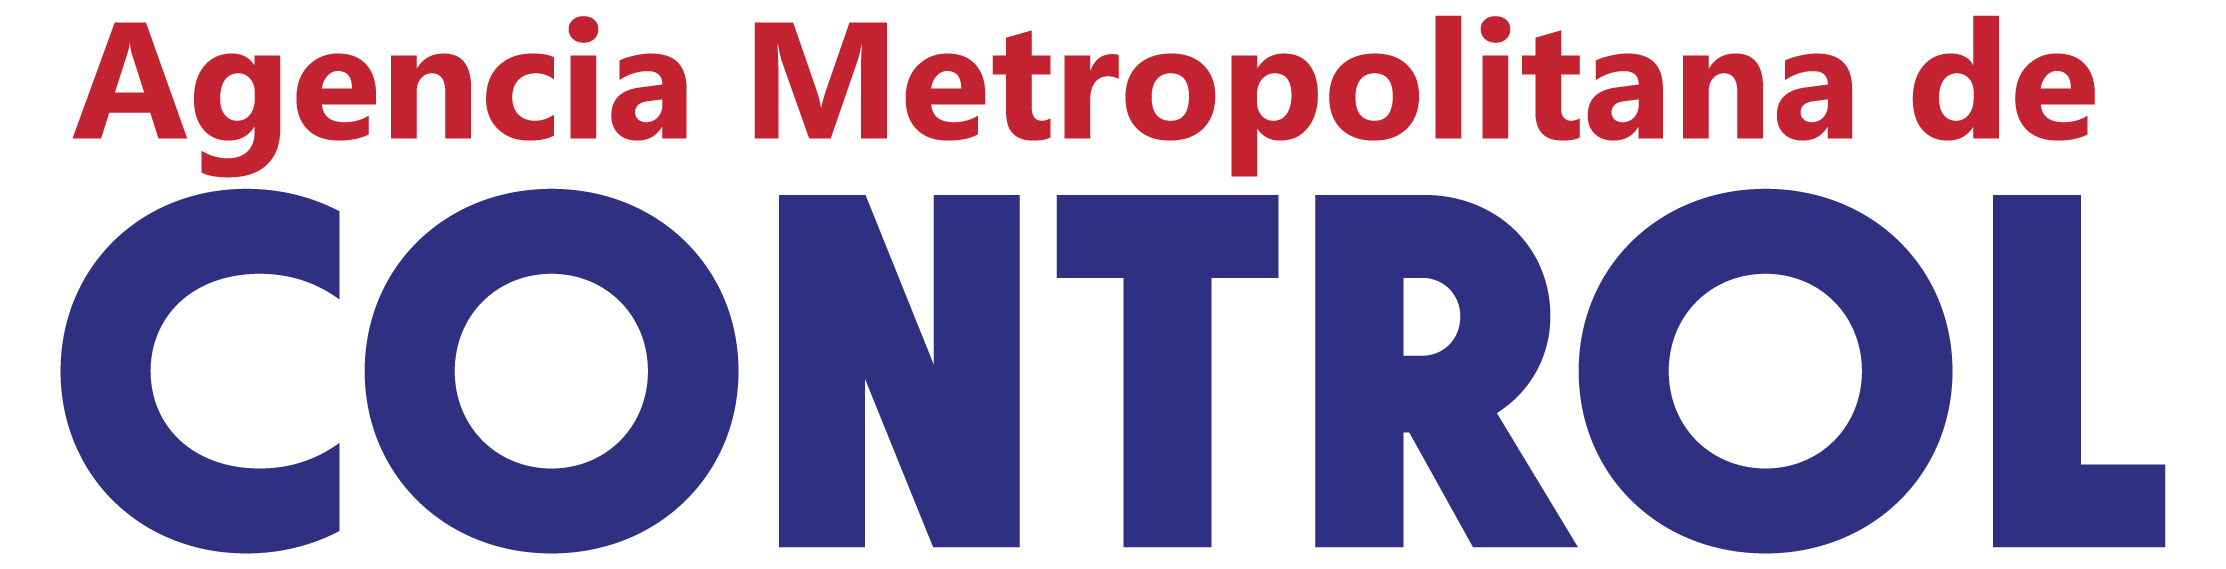 Agencia Metropolitana de
CONTROL